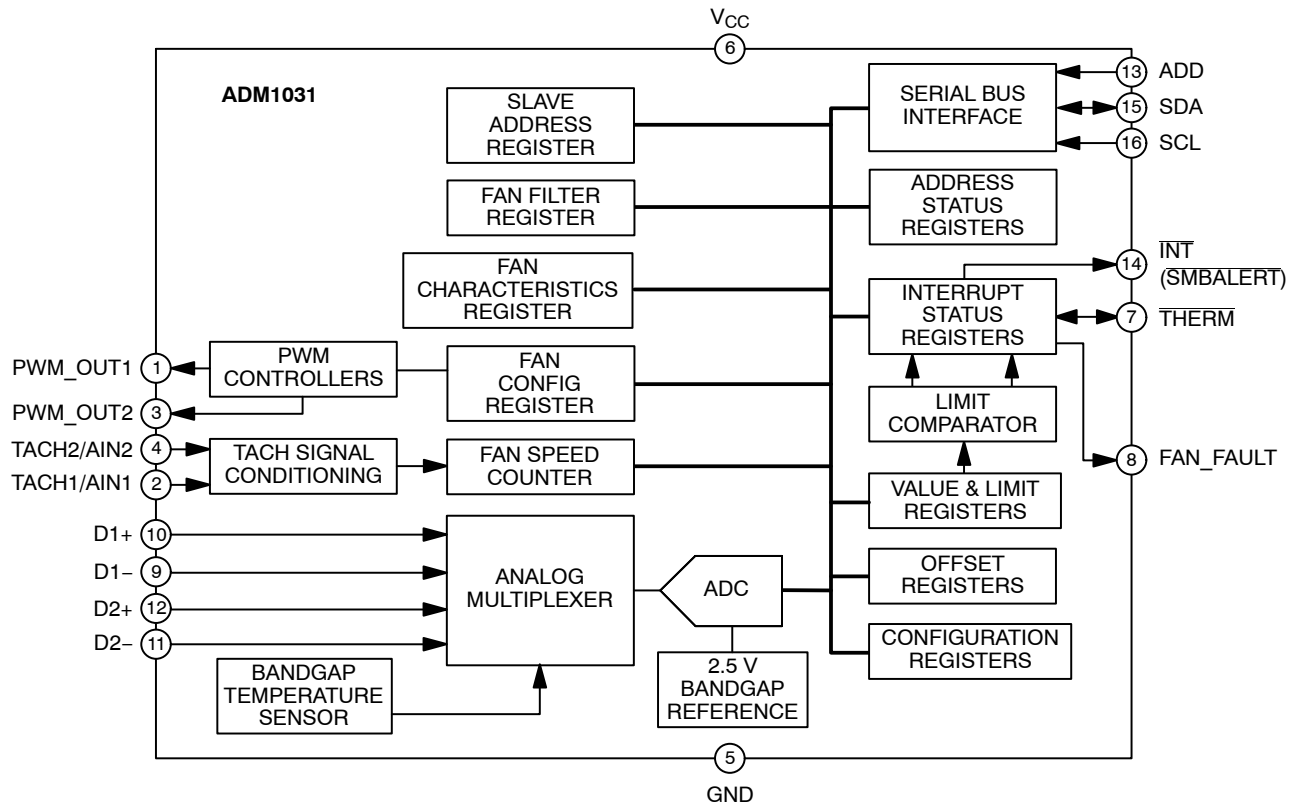 V_CC
6
ADM1031
SLAVE
ADDRESS
REGISTER
FAN FILTER
REGISTER
FAN
CHARACTERISTICS
REGISTER
FAN
CONFIG
REGISTER
FAN SPEED
COUNTER
PWM
CONTROLLERS
TACH SIGNAL
CONDITIONING
PWM_OUT1
1
PWM_OUT2
3
TACH2/AIN2
4
TACH1/AIN1
2
D1+
10
D1−
9
D2+
12
D2−
11
ANALOG
MULTIPLEXER
BANDGAP
TEMPERATURE
SENSOR
ADC
2.5 V
BANDGAP
REFERENCE
SERIAL BUS
INTERFACE
ADDRESS
STATUS
REGISTERS
INTERRUPT
STATUS
REGISTERS
LIMIT
COMPARATOR
VALUE & LIMIT
REGISTERS
OFFSET
REGISTERS
CONFIGURATION
REGISTERS
13
ADD
15
SDA
16
SCL
14
INT
(SMBALERT)
7
THERM
8
FAN_FAULT
5
GND